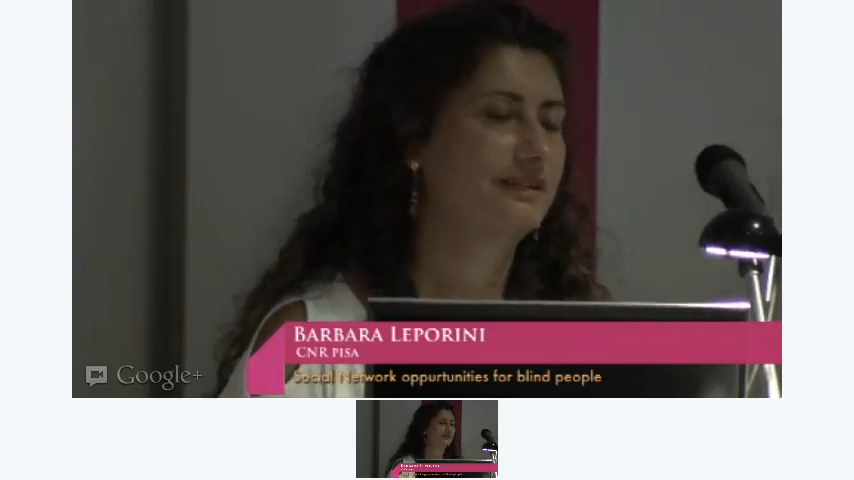 BARBARA LEPORINI
CNR PISA
Social Network oppurtunities for blind people
Google+